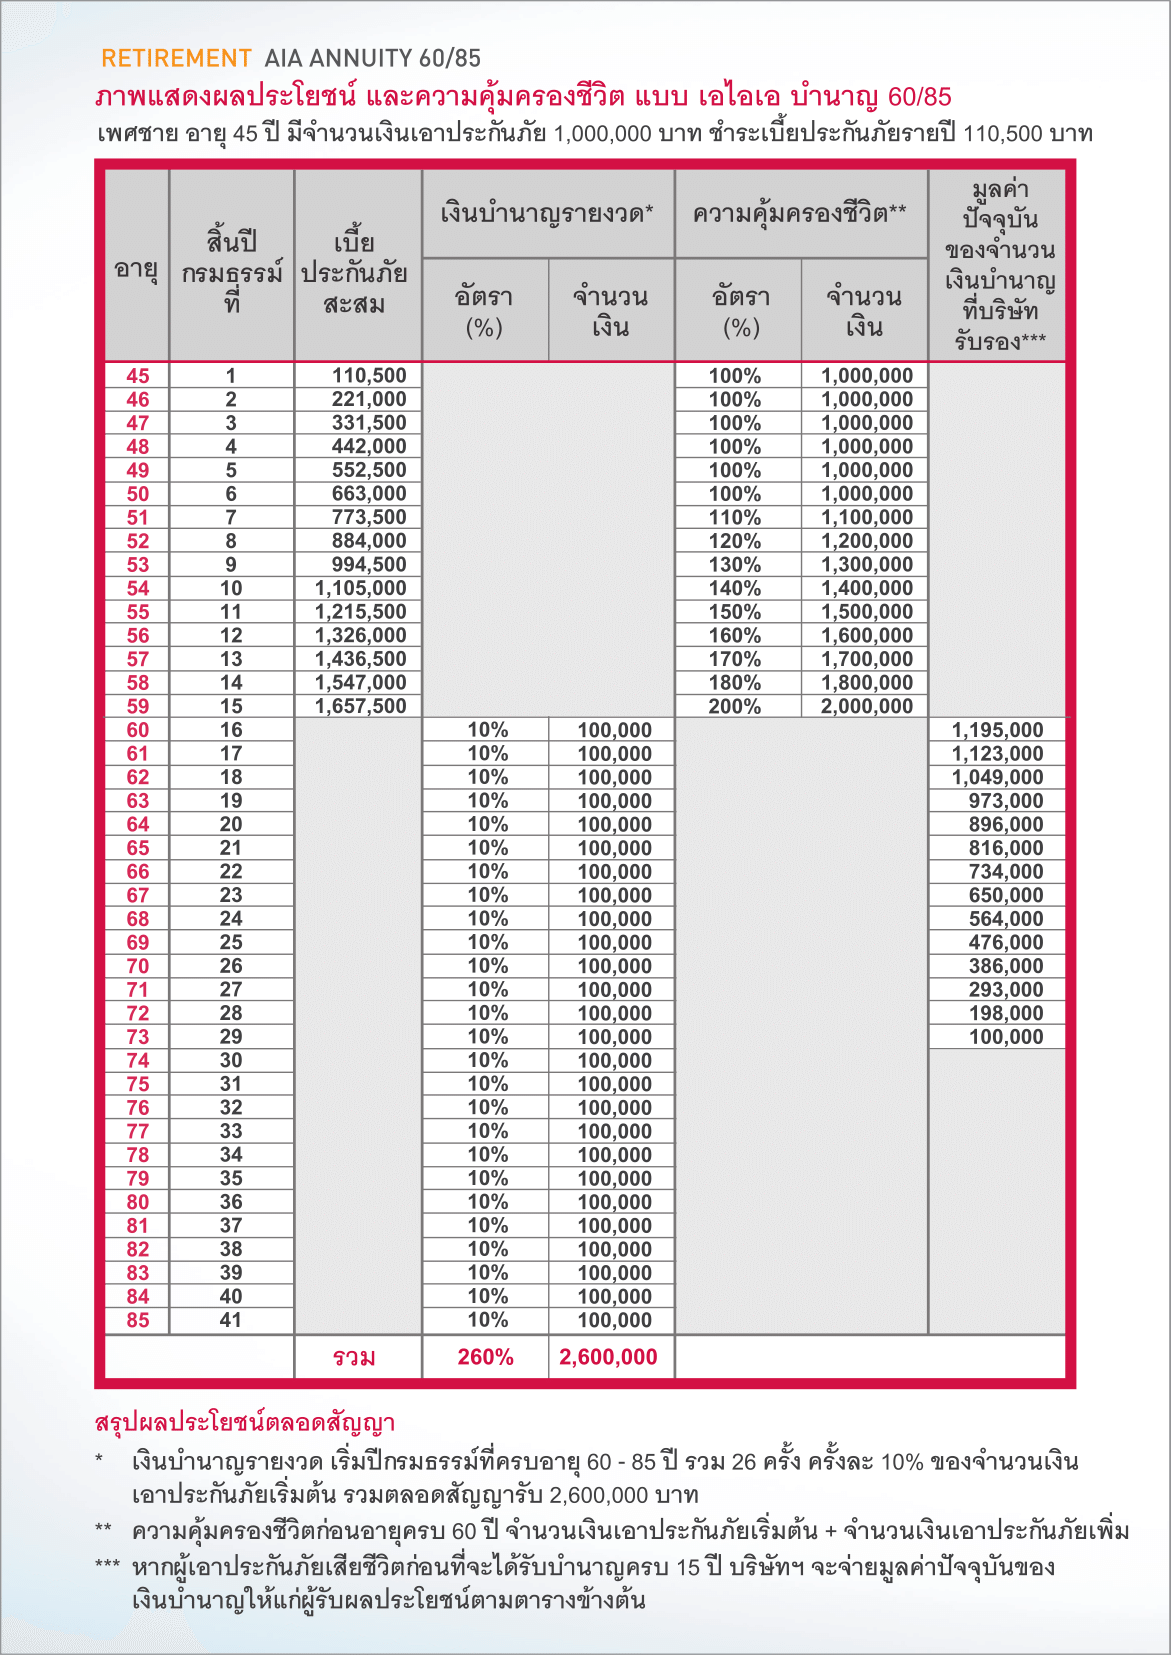 RETIREMENT AIA ANNUITY 60/85
ภาพแสดงผลประโยชน์ และความคุ้มครองชีวิต แบบ เอไอเอ บำนาญ 60/85
เพศชาย อายุ 45 ปี มีจำนวนเงินเอาประกันภัย 1,000,000 บาท ชำระเบี้ยประกันภัยรายปี 110,500 บาท
อายุ
สิ้นปี
กรมธรรม์
ที่
เบี้ย
ประกันภัย
สะสม
เงินบำนาญรายงวด*
อัตรา
(%)
จำนวน
เงิน
ความคุ้มครองชีวิต**
อัตรา
(%)
จำนวน
เงิน
มูลค่า
ปัจจุบัน
ของจำนวน
เงินบำนาญ
ที่บริษัท
รับรอง***
45 1 110,500 100% 1,000,000
46 2 221,000 100% 1,000,000
47 3 331,500 100% 1,000,000
48 4 442,000 100% 1,000,000
49 5 552,500 100% 1,000,000
50 6 663,000 100% 1,000,000
51 7 773,500 110% 1,100,000
52 8 884,000 120% 1,200,000
53 9 994,500 130% 1,300,000
54 10 1,105,000 140% 1,400,000
55 11 1,215,500 150% 1,500,000
56 12 1,326,000 160% 1,600,000
57 13 1,436,500 170% 1,700,000
58 14 1,547,000 180% 1,800,000
59 15 1,657,500 200% 2,000,000
60 16 10% 100,000 1,195,000
61 17 10% 100,000 1,123,000
62 18 10% 100,000 1,049,000
63 19 10% 100,000 973,000
64 20 10% 100,000 896,000
65 21 10% 100,000 816,000
66 22 10% 100,000 734,000
67 23 10% 100,000 650,000
68 24 10% 100,000 564,000
69 25 10% 100,000 476,000
70 26 10% 100,000 386,000
71 27 10% 100,000 293,000
72 28 10% 100,000 198,000
73 29 10% 100,000 100,000
74 30 10% 100,000
75 31 10% 100,000
76 32 10% 100,000
77 33 10% 100,000
78 34 10% 100,000
79 35 10% 100,000
80 36 10% 100,000
81 37 10% 100,000
82 38 10% 100,000
83 39 10% 100,000
84 40 10% 100,000
85 41 10% 100,000
รวม 260% 2,600,000
สรุปผลประโยชน์ตลอดสัญญา
* เงินบำนาญรายงวด เริ่มปีกรมธรรม์ที่ครบอายุ 60 - 85 ปี รวม 26 ครั้ง ครั้งละ 10% ของจำนวนเงิน
เอาประกันภัยเริ่มต้น รวมตลอดสัญญารับ 2,600,000 บาท
** ความคุ้มครองชีวิตก่อนอายุครบ 60 ปี จำนวนเงินเอาประกันภัยเริ่มต้น + จำนวนเงินเอาประกันภัยเพิ่ม
*** หากผู้เอาประกันภัยเสียชีวิตก่อนที่จะได้รับบำนาญครบ 15 ปี บริษัทฯ จะจ่ายมูลค่าปัจจุบันของ
เงินบำนาญให้แก่ผู้รับผลประโยชน์ตามตารางข้างต้น